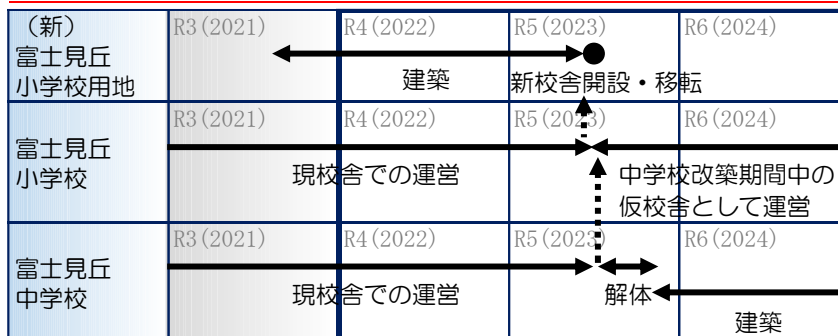 （新）
富士見丘
小学校用地
R3(2021)
R4(2022)
R5(2023)
R6(2024)
建築
新校舎開設・移転
富士見丘
小学校
R3(2021)
R4(2022)
R5(2023)
R6(2024)
現校舎での運営
中学校改築期間中の
仮校舎として運営
富士見丘
中学校
R3(2021)
R4(2022)
R5(2023)
R6(2024)
現校舎での運営
解体
建築